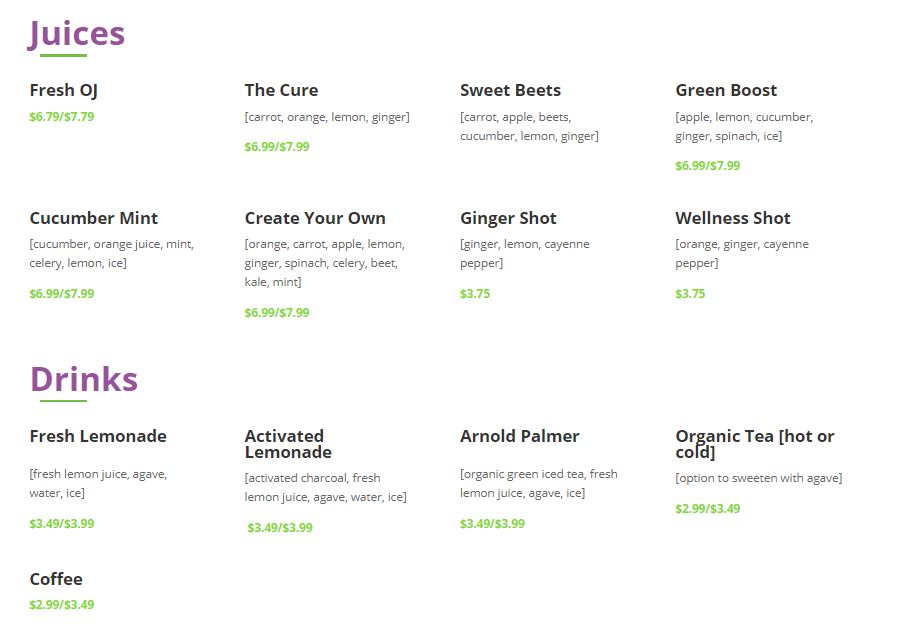 Juices
Fresh OJ
$6.79/$7.79
The Cure
[carrot, orange, lemon, ginger]
$6.99/$7.99
Sweet Beets
[carrot, apple, beets,
cucumber, lemon, ginger]
Green Boost
[apple, lemon, cucumber,
ginger, spinach, ice]
$6.99/$7.99
Cucumber Mint
[cucumber, orange juice, mint,
celery, lemon, ice]
$6.99/$7.99
Create Your Own
[orange, carrot, apple, lemon,
ginger, spinach, celery, beet,
kale, mint]
$6.99/$7.99
Ginger Shot
[ginger, lemon, cayenne
pepper]
$3.75
Wellness Shot
[orange, ginger, cayenne
pepper]
$3.75
Drinks
Fresh Lemonade
[fresh lemon juice, agave,
water, ice]
$3.49/$3.99
Activated
Lemonade
[activated charcoal, fresh
lemon juice, agave, water, ice]
$3.49/$3.99
Arnold Palmer
[organic green iced tea, fresh
lemon juice, agave, ice]
$3.49/$3.99
Organic Tea [hot or
cold]
[option to sweeten with agave]
$2.99/$3.49
Coffee
$2.99/$3.49